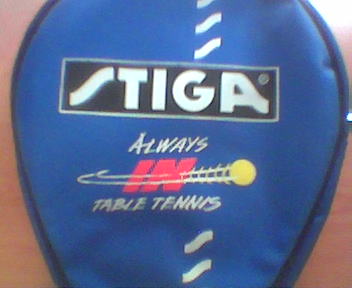 STIGA®
ALWAYS
IN
TABLE TENNIS